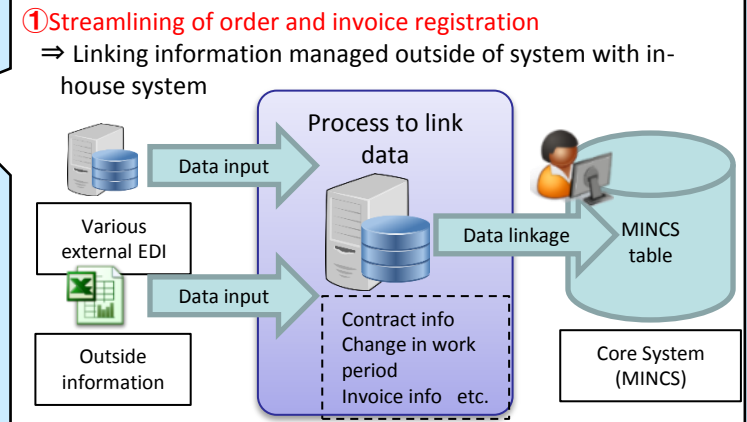 ①Streamlining of order and invoice registration
⇒ Linking information managed outside of system with in-
house system
Process to link
data
Data input
Various
external EDI
Data linkage
MINCS
table
Data input
Outside
information
Contract info
Change in work
period
Invoice info etc.
Core System
(MINCS)